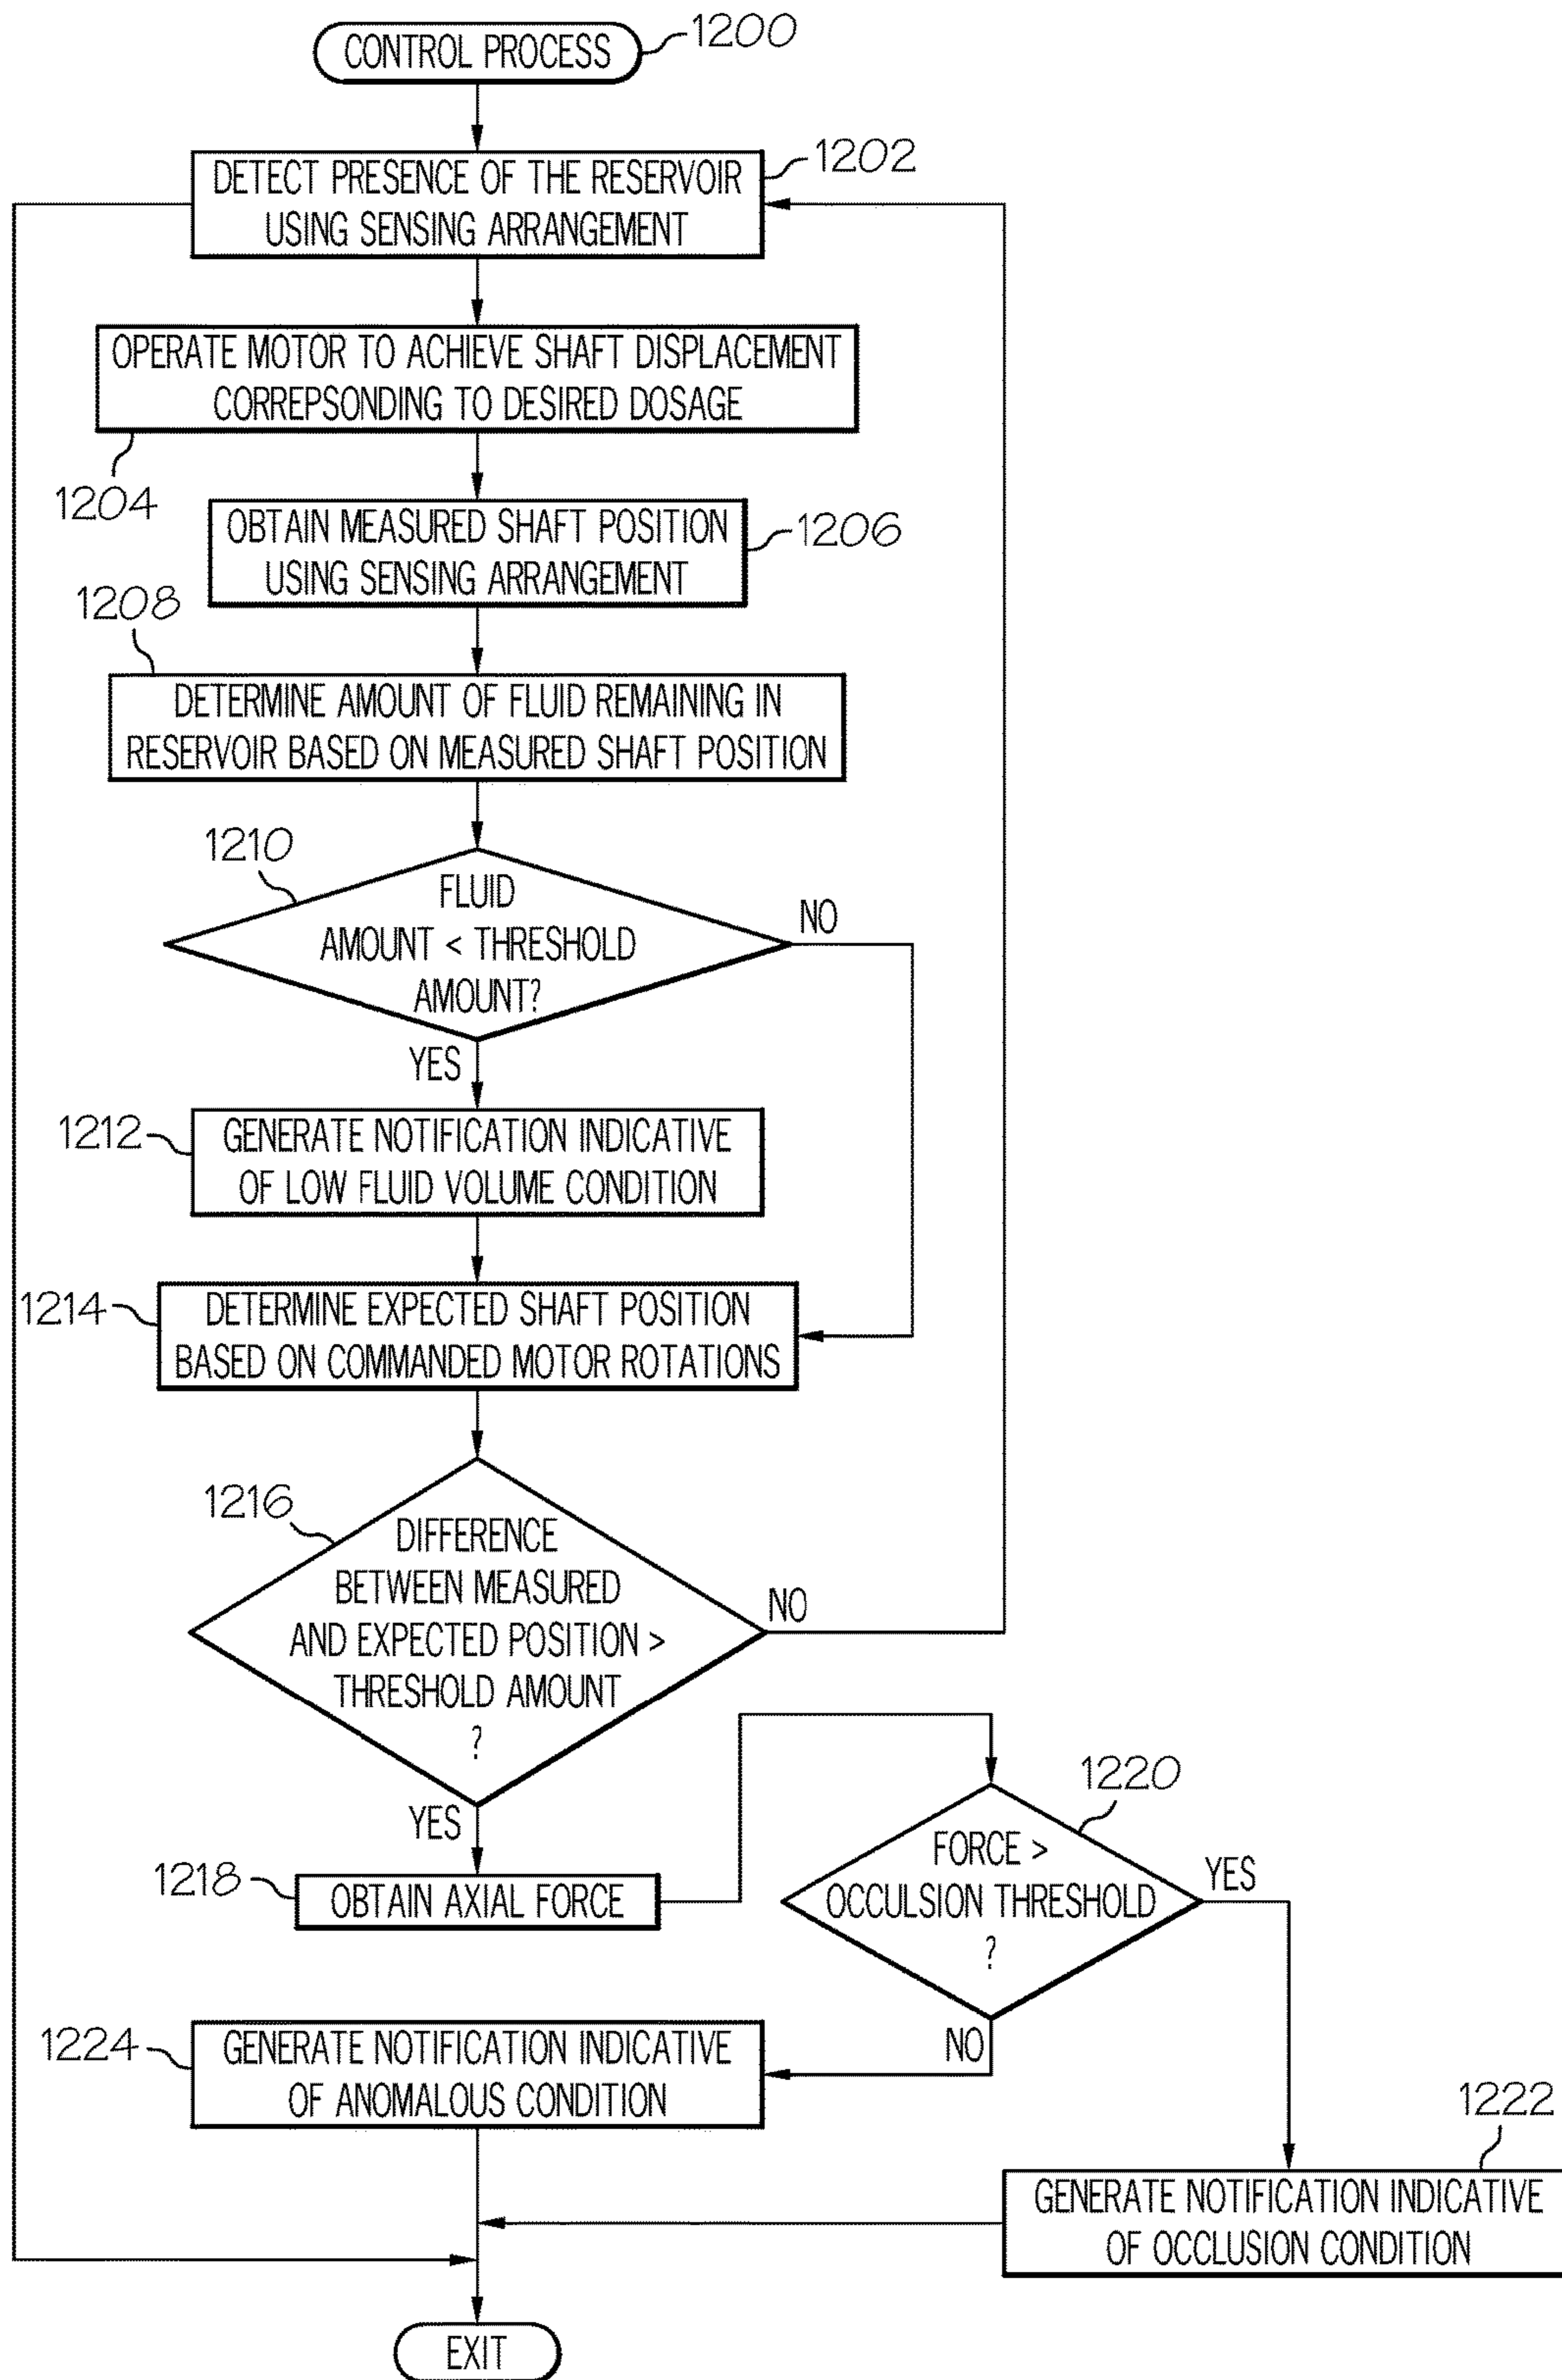 CONTROL PROCESS
1200
DETECT PRESENCE OF THE RESERVOIR
USING SENSING ARRANGEMENT
1202
OPERATE MOTOR TO ACHIEVE SHAFT DISPLACEMENT
CORREPSONDING TO DESIRED DOSAGE
1204
OBTAIN MEASURED SHAFT POSITION
USING SENSING ARRANGEMENT
1206
1208
DETERMINE AMOUNT OF FLUID REMAINING IN
RESERVOIR BASED ON MEASURED SHAFT POSITION
1210
FLUID
AMOUNT < THRESHOLD
AMOUNT?
NO
YES
1212
GENERATE NOTIFICATION INDICATIVE
OF LOW FLUID VOLUME CONDITION
1214
DETERMINE EXPECTED SHAFT POSITION
BASED ON COMMANDED MOTOR ROTATIONS
1216
DIFFERENCE
BETWEEN MEASURED
AND EXPECTED POSITION >
THRESHOLD AMOUNT
?
NO
YES
1218
OBTAIN AXIAL FORCE
1220
FORCE >
OCCULSION THRESHOLD
?
YES
NO
1224
GENERATE NOTIFICATION INDICATIVE
OF ANOMALOUS CONDITION
1222
GENERATE NOTIFICATION INDICATIVE
OF OCCLUSION CONDITION
EXIT